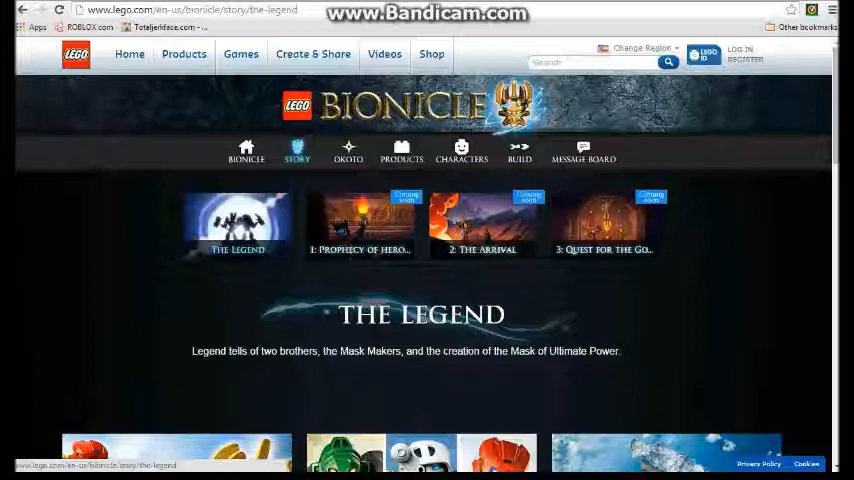 www.lego.com/en-us/bionicle/story/the-legend
www.Bandicam.com
Apps ROBLOX.com Totaljerkface.com -... Other bookmarks
LEGO Home Products Games Create & Share Videos Shop
Change Region
Search
LEGO ID
LOG IN
REGISTER
LEGO BIONICLE
BIONICLE STORY OKOTO PRODUCTS CHARACTERS BUILD MESSAGE BOARD
Coming soon
Coming soon
Coming soon
THE LEGEND
1: PROPHECY OF HERO...
2: THE ARRIVAL
3: QUEST FOR THE GO...
THE LEGEND
Legend tells of two brothers, the Mask Makers, and the creation of the Mask of Ultimate Power.
www.lego.com/en-us/bionicle/story/the-legend
Privacy Policy Cookies